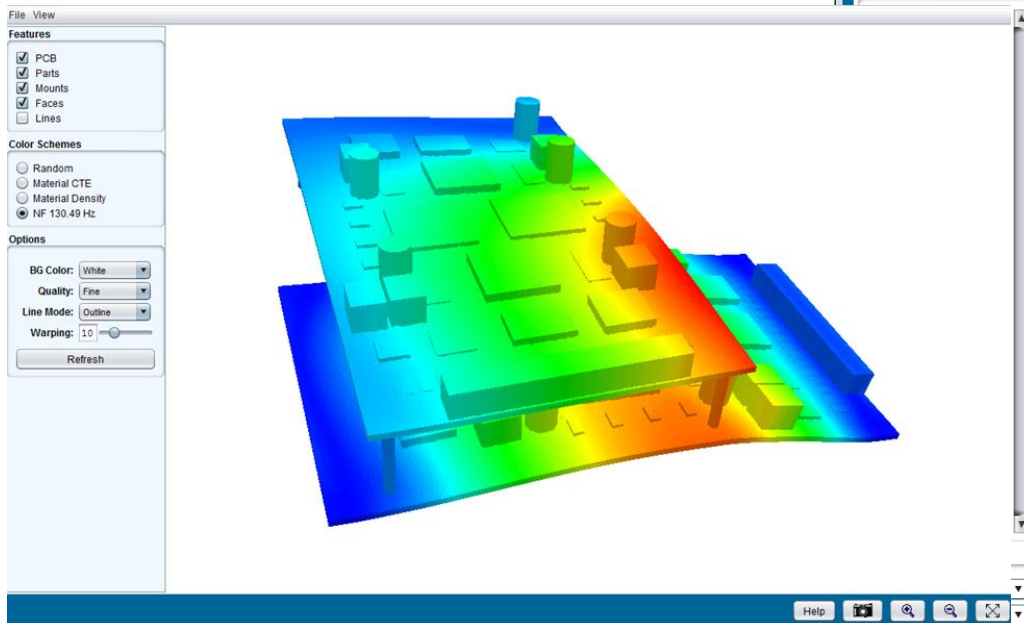 File View
Features
PCB
Parts
Mounts
Faces
Lines
Color Schemes
Random
Material CTE
Material Density
NF 130.49 Hz
Options
BG Color: White
Quality: Fine
Line Mode: Outline
Warping: 10
Refresh
Help